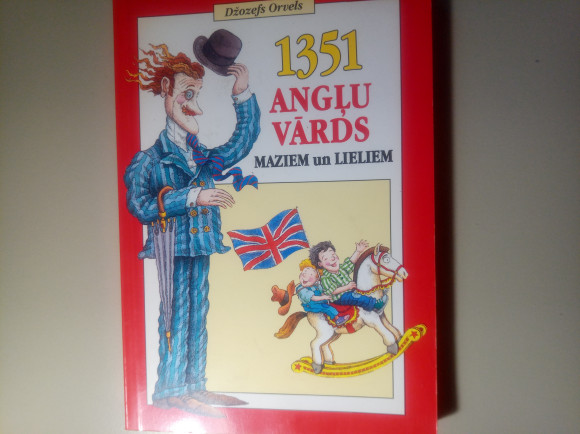 Džozefs Orvels
1351
ANGĻU
VĀRDS
MAZIEM un LIELIEM